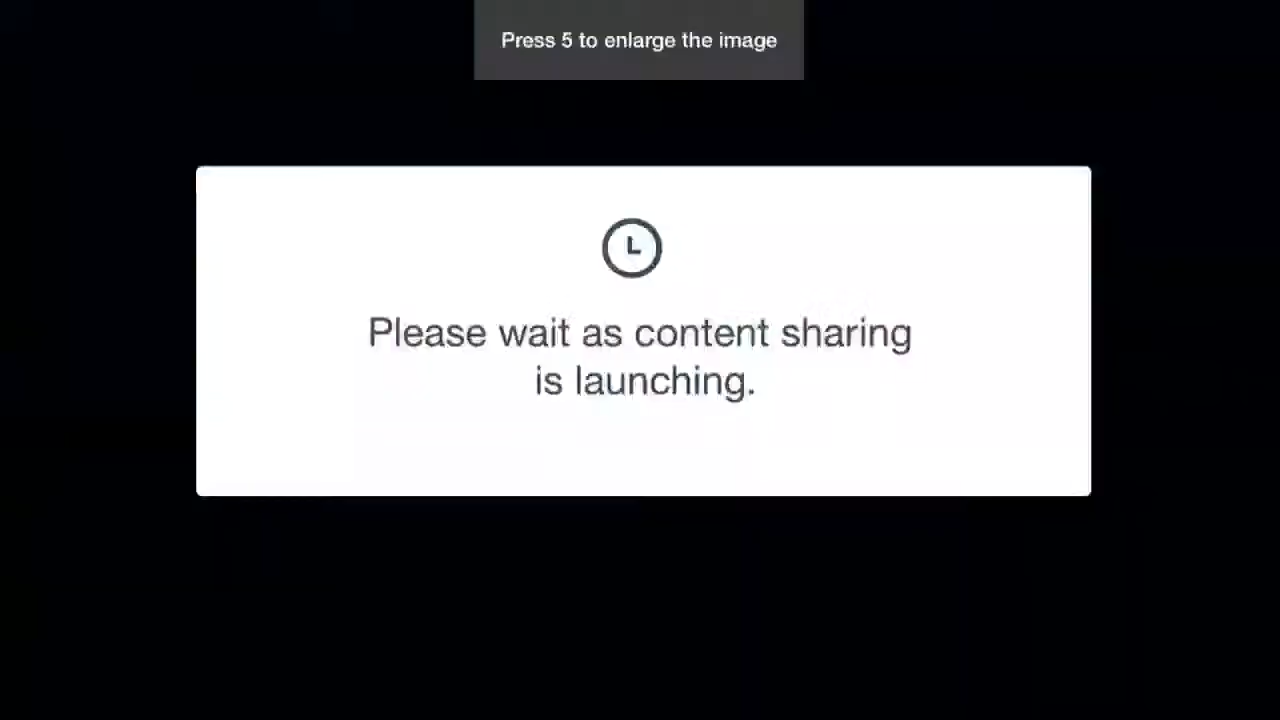 Press 5 to enlarge the image
Please wait as content sharing
is launching.